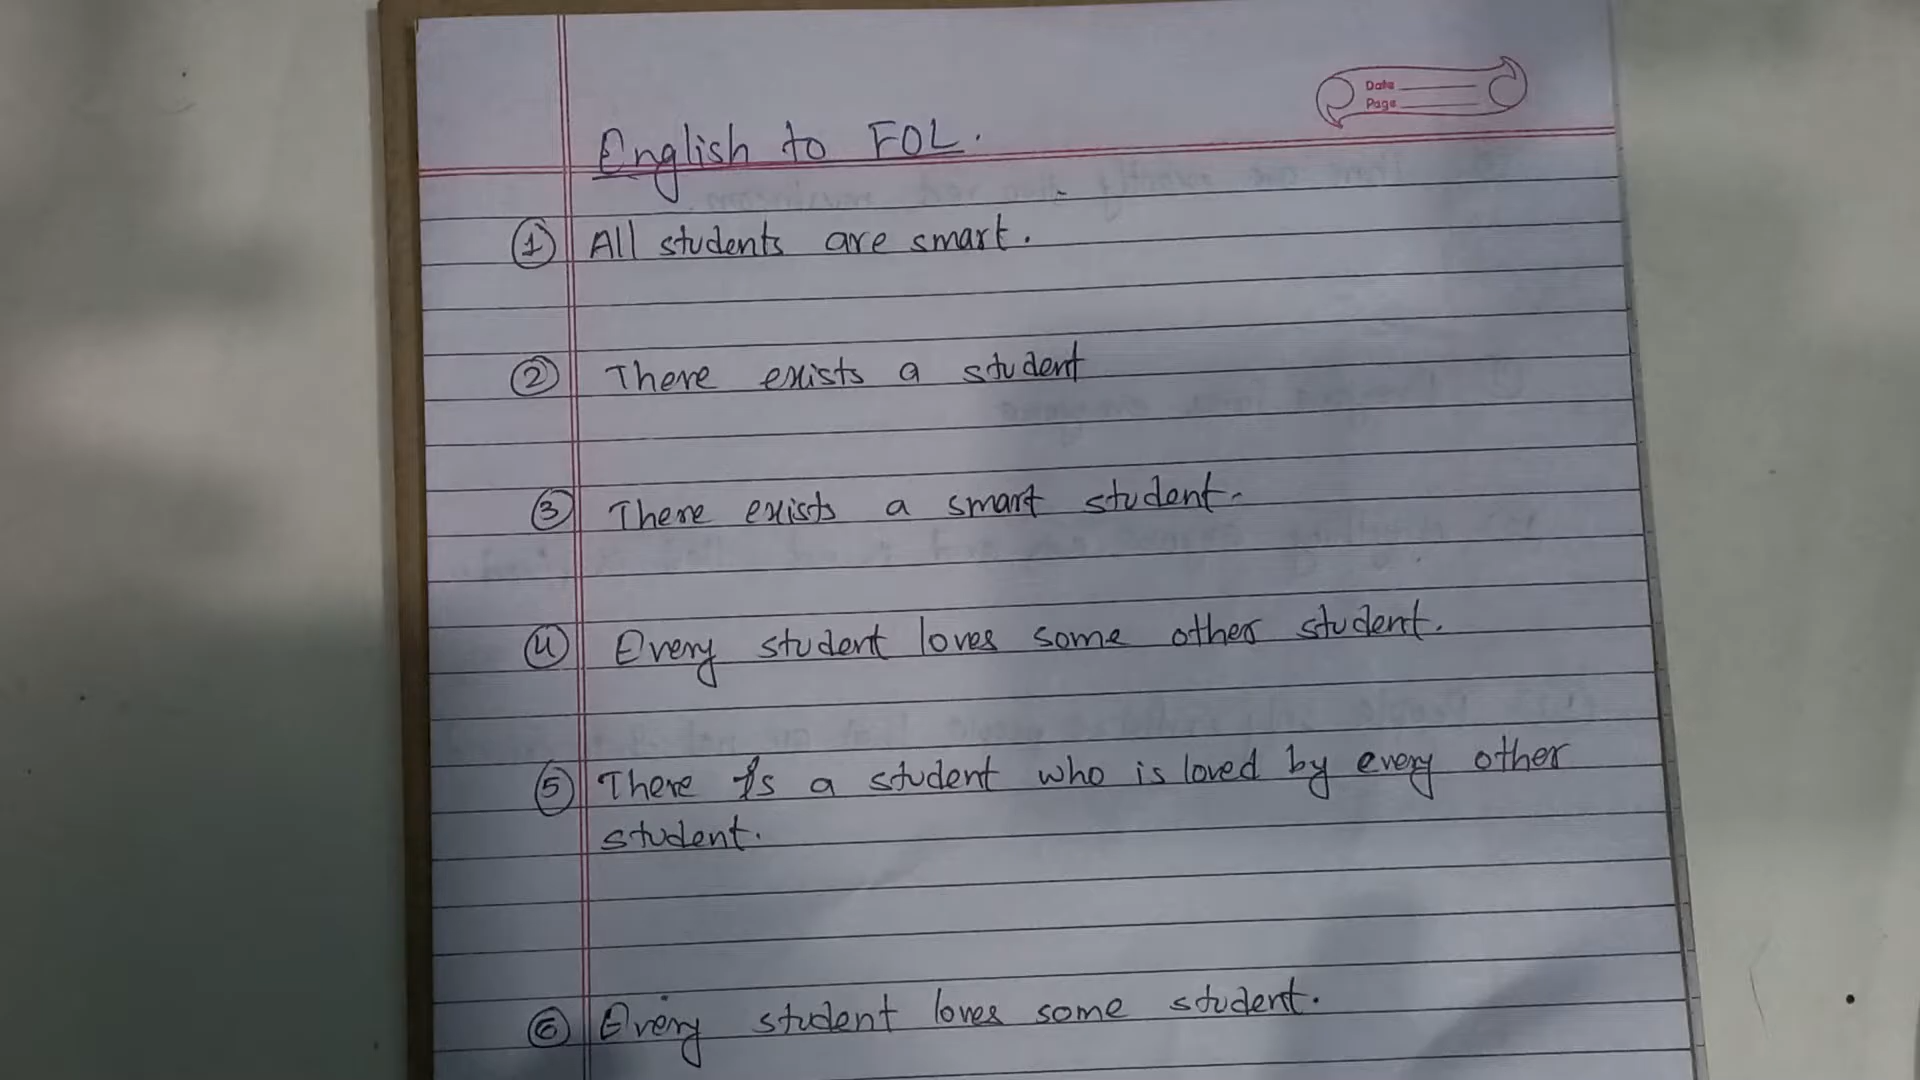 Date
Page
English to FOL.
① All students are smart.
② There exists a student
③ There exists a smart student.
④ Every student loves some other student.
⑤ There is a student who is loved by every other
student.
⑥ Every student loves some student.